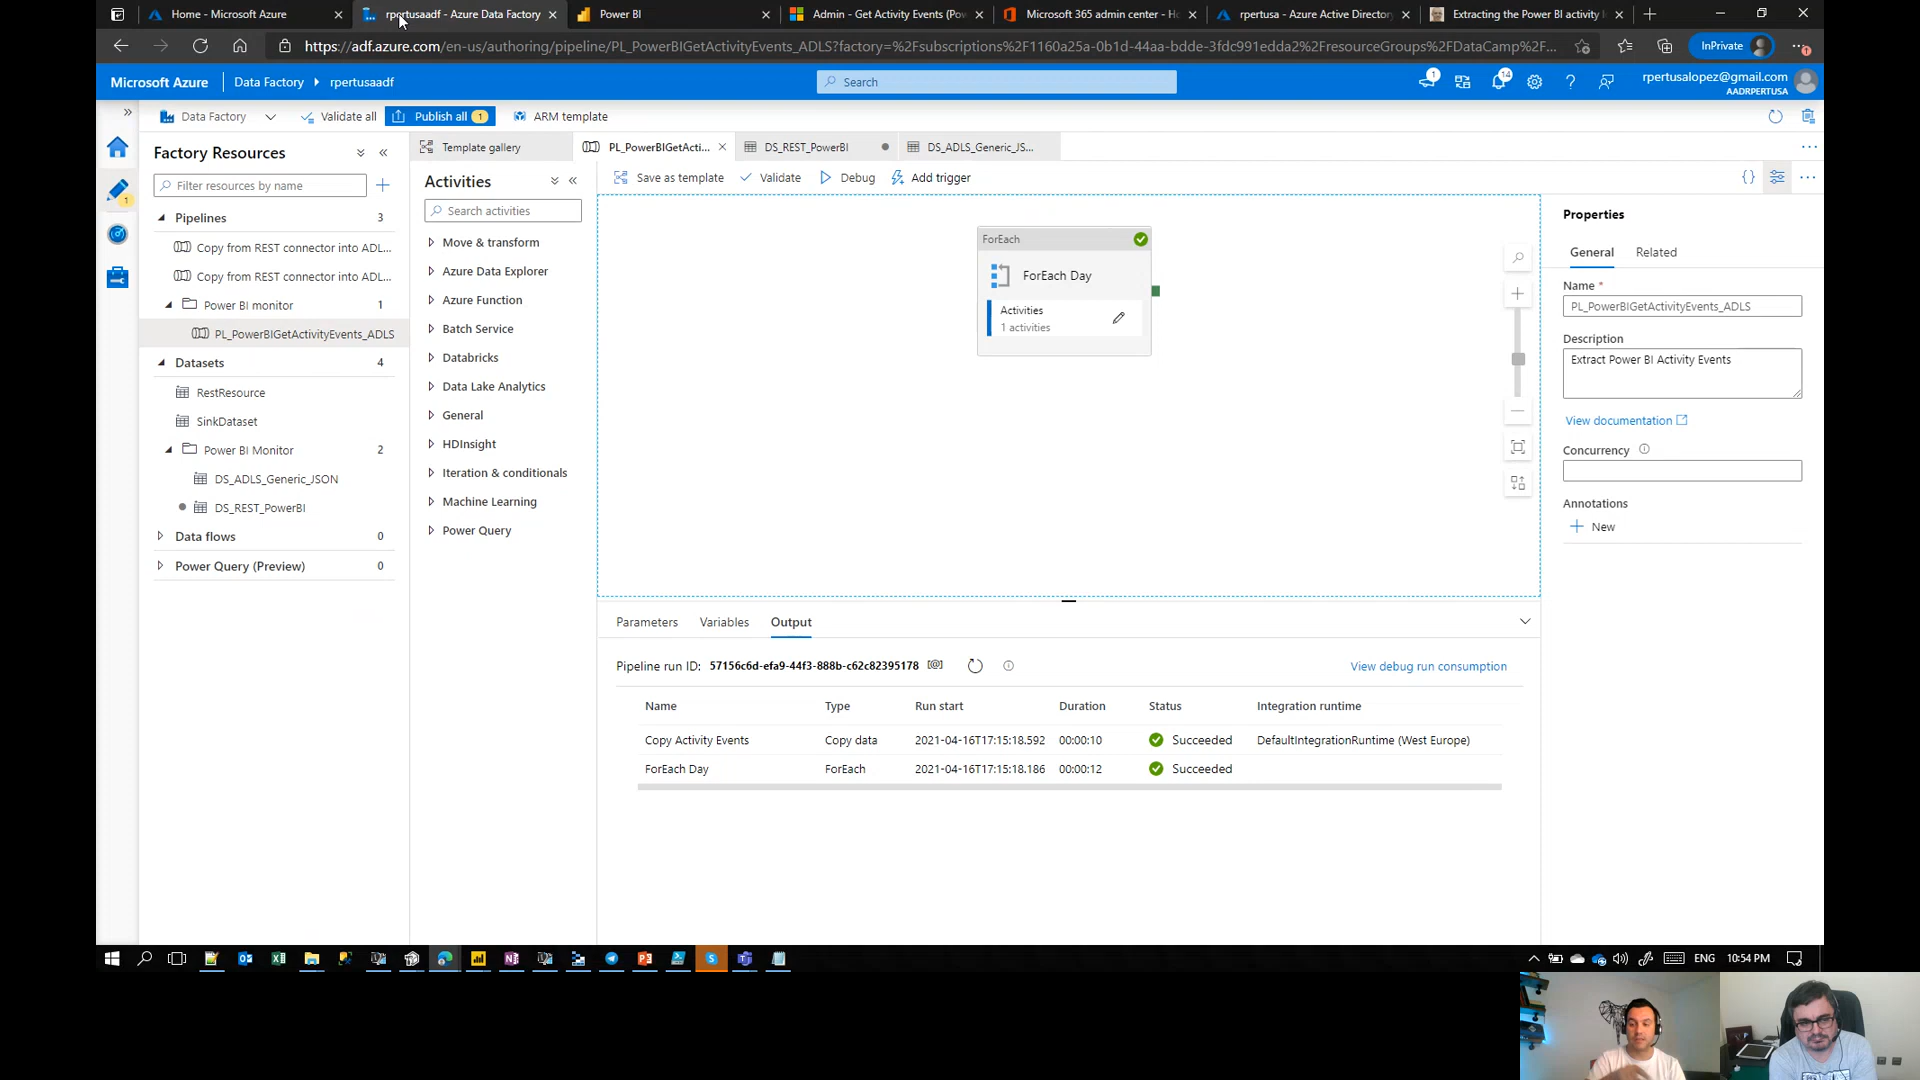 Home - Microsoft Azure
rpertusaadf - Azure Data Factory
Power BI
Admin - Get Activity Events (Pow
Microsoft 365 admin center - Ho
rpertusa - Azure Active Directory
Extracting the Power BI activity l
https://adf.azure.com/en-us/authoring/pipeline/PL_PowerBIGetActivityEvents_ADLS?factory=%2Fsubscriptions%2F1160a25a-0b1d-44aa-bdde-3fdc991edda2%2FresourceGroups%2FDataCamp%2F...
InPrivate
Microsoft Azure
Data Factory
rpertusaadf
Search
1
14
rpertusalopez@gmail.com
AADRPERTUSA
Data Factory
Validate all
Publish all 1
ARM template
Factory Resources
Filter resources by name
1
Pipelines 3
Copy from REST connector into ADL...
Copy from REST connector into ADL...
Power BI monitor 1
PL_PowerBIGetActivityEvents_ADLS
Datasets 4
RestResource
SinkDataset
Power BI Monitor 2
DS_ADLS_Generic_JSON
DS_REST_PowerBI
Data flows 0
Power Query (Preview) 0
Template gallery
PL_PowerBIGetActi...
DS_REST_PowerBI
DS_ADLS_Generic_JS...
Activities
Search activities
Move & transform
Azure Data Explorer
Azure Function
Batch Service
Databricks
Data Lake Analytics
General
HDInsight
Iteration & conditionals
Machine Learning
Power Query
Save as template
Validate
Debug
Add trigger
ForEach
ForEach Day
Activities
1 activities
Parameters
Variables
Output
Pipeline run ID: 57156c6d-efa9-44f3-888b-c62c82395178
View debug run consumption
Name Type Run start Duration Status Integration runtime
Copy Activity Events Copy data 2021-04-16T17:15:18.592 00:00:10 Succeeded DefaultIntegrationRuntime (West Europe)
ForEach Day ForEach 2021-04-16T17:15:18.186 00:00:12 Succeeded
Properties
General
Related
Name *
PL_PowerBIGetActivityEvents_ADLS
Description
Extract Power BI Activity Events
View documentation
Concurrency
Annotations
New
ENG
10:54 PM